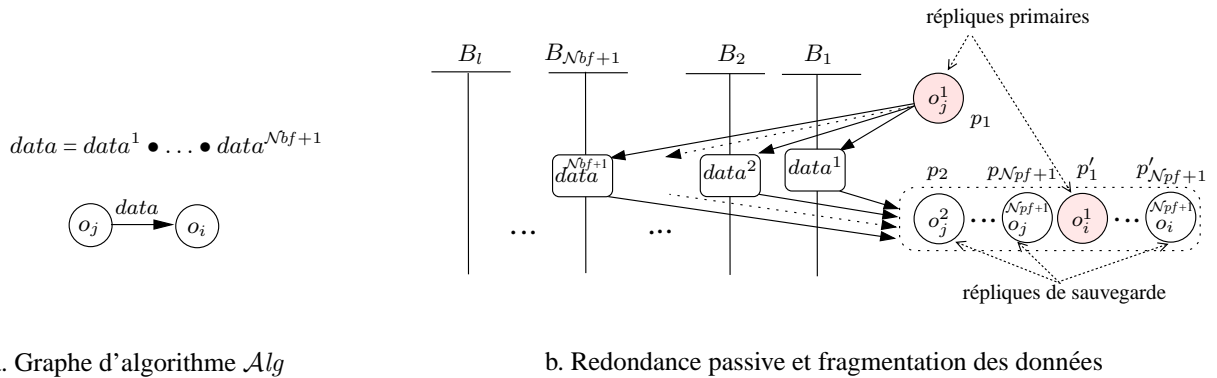 répliques primaires
B_l B_{𝒩bf+1} B_2 B_1
o_j^1
p_1
data = data^1 • … • data^{𝒩bf+1}
data^{𝒩bf+1} data^2 data^1
p_2 p_{𝒩pf+1} p'_1 p'_{𝒩pf+1}
data
o_j o_i
o_j^2 ... o_j^{𝒩pf+1} o_i^1 ... o_i^{𝒩pf+1}
... ...
répliques de sauvegarde
. Graphe d'algorithme 𝒜lg
b. Redondance passive et fragmentation des données